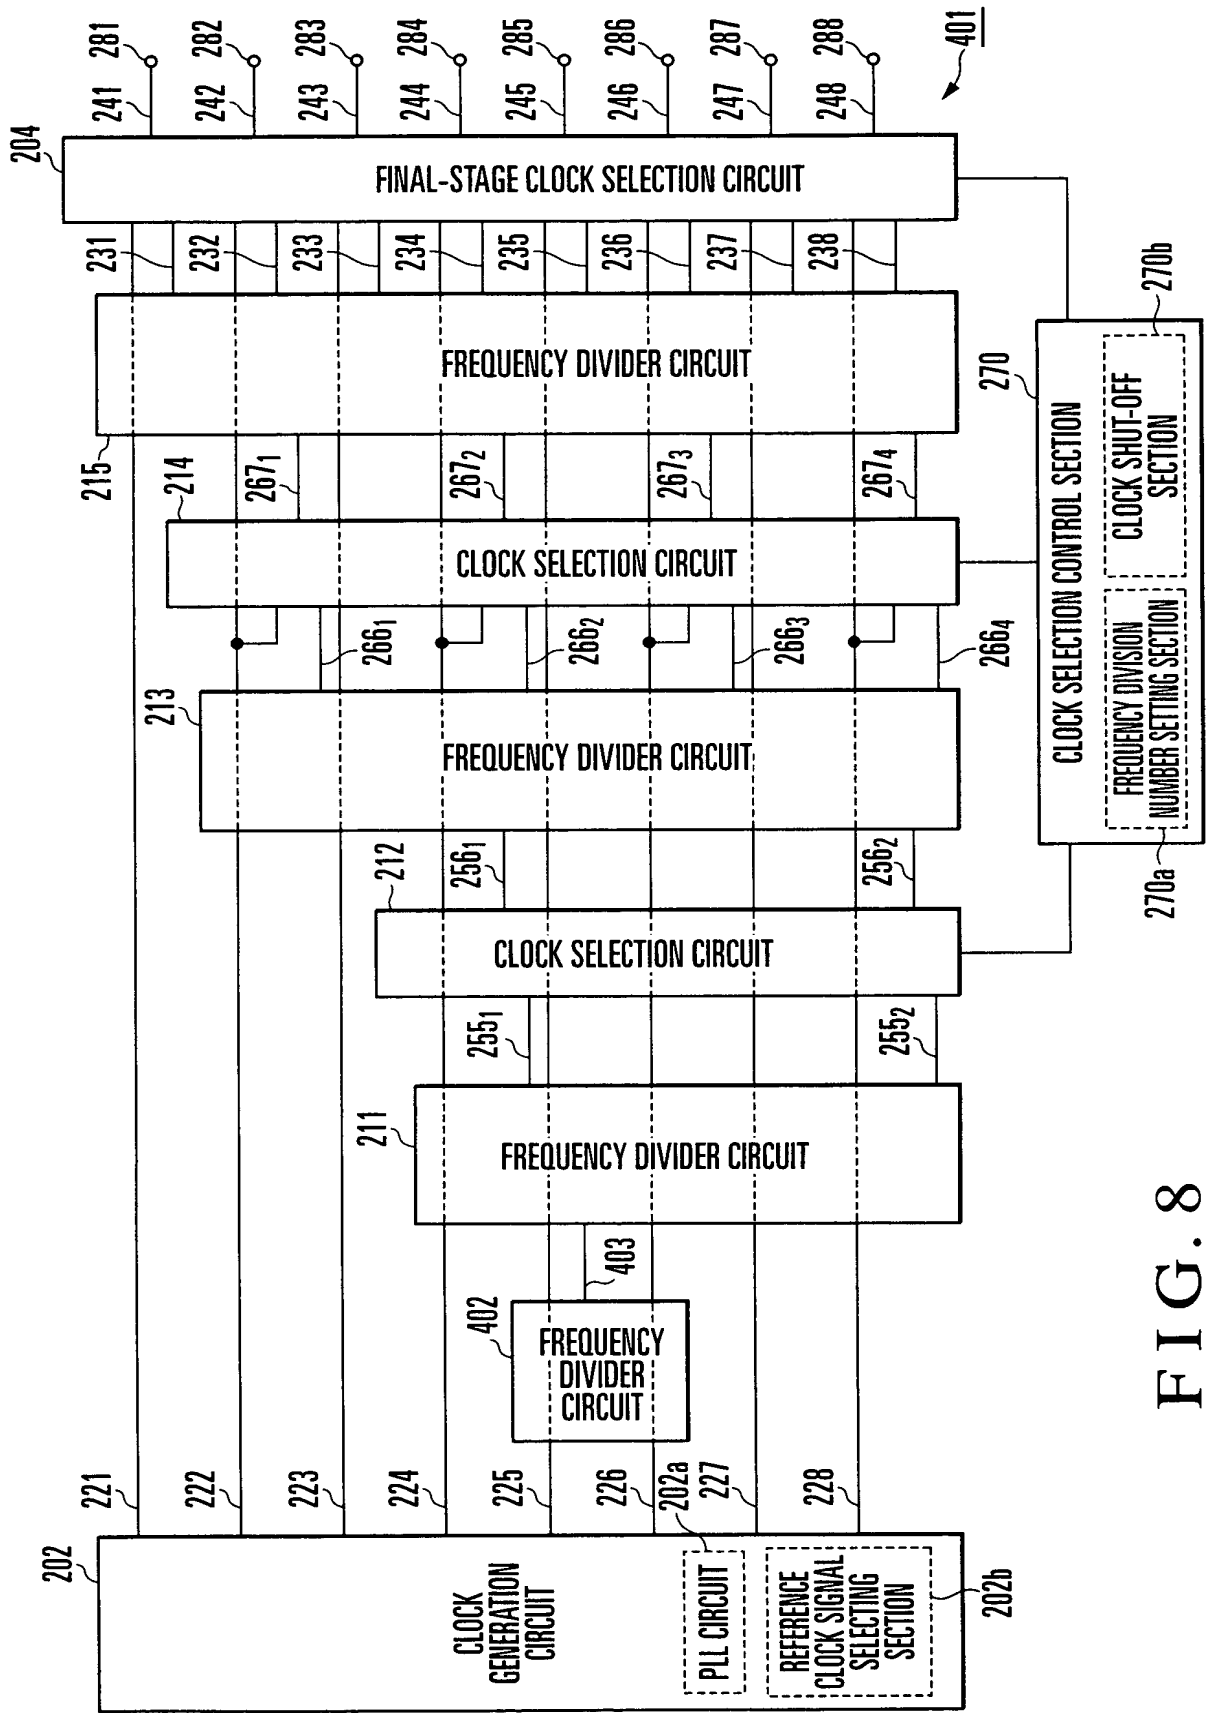 202
CLOCK
GENERATION
CIRCUIT
PLL CIRCUIT
REFERENCE
CLOCK SIGNAL
SELECTING
SECTION
202b
221
222
223
224
225
226
202a
227
228
402
FREQUENCY
DIVIDER
CIRCUIT
403
211
FREQUENCY DIVIDER CIRCUIT
255₁
255₂
212
CLOCK SELECTION CIRCUIT
256₁
256₂
213
FREQUENCY DIVIDER CIRCUIT
266₁
266₂
266₃
266₄
214
CLOCK SELECTION CIRCUIT
267₁
267₂
267₃
267₄
215
FREQUENCY DIVIDER CIRCUIT
231
232
233
234
235
236
237
238
204
FINAL-STAGE CLOCK SELECTION CIRCUIT
241
242
243
244
245
246
247
248
281
282
283
284
285
286
287
288
401
270
CLOCK SELECTION CONTROL SECTION
FREQUENCY DIVISION
NUMBER SETTING SECTION
CLOCK SHUT-OFF
SECTION
270a
270b
FIG. 8